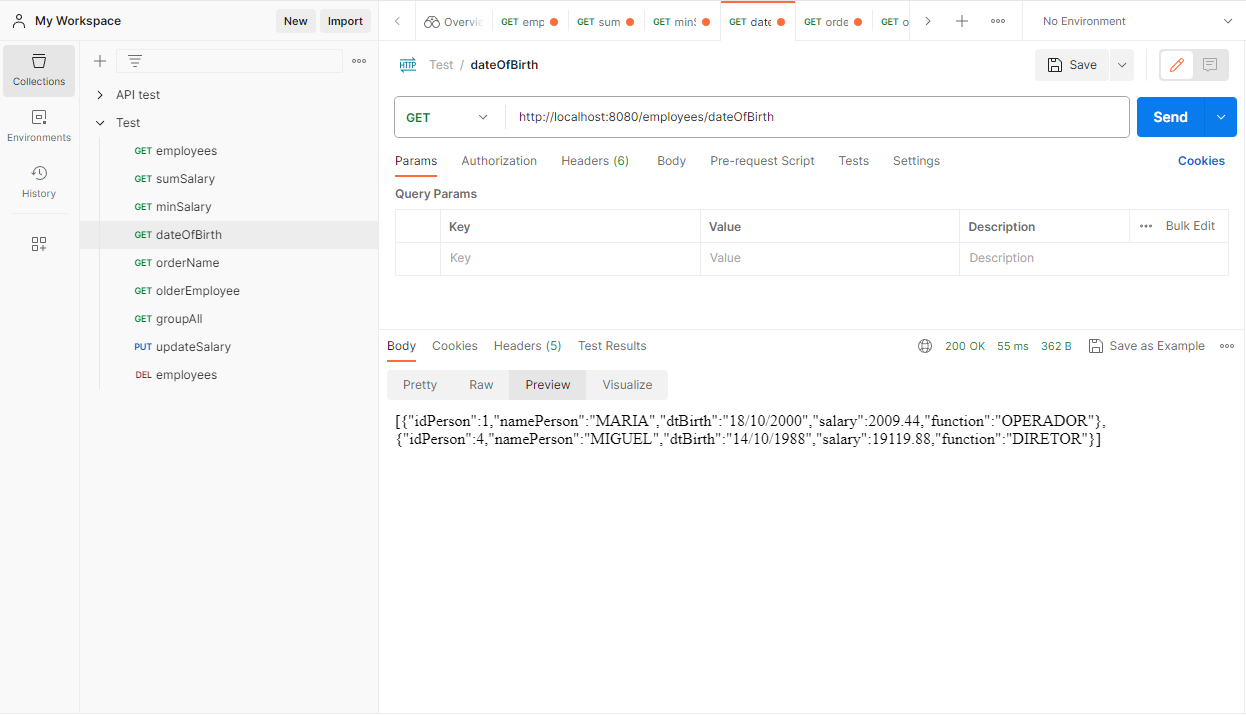 My Workspace
New
Import
Overvie
GET emp
GET sum
GET minS
GET date
GET orde
GET o
No Environment
Collections
Environments
History
API test
Test
GET employees
GET sumSalary
GET minSalary
GET dateOfBirth
GET orderName
GET olderEmployee
GET groupAll
PUT updateSalary
DEL employees
HTTP Test / dateOfBirth
Save
GET
http://localhost:8080/employees/dateOfBirth
Send
Params Authorization Headers (6) Body Pre-request Script Tests Settings
Cookies
Query Params
Key Value Description Bulk Edit
Key Value Description
Body Cookies Headers (5) Test Results
200 OK 55 ms 362 B Save as Example
Pretty Raw Preview Visualize
[{"idPerson":1,"namePerson":"MARIA","dtBirth":"18/10/2000","salary":2009.44,"function":"OPERADOR"},
{"idPerson":4,"namePerson":"MIGUEL","dtBirth":"14/10/1988","salary":19119.88,"function":"DIRETOR"}]